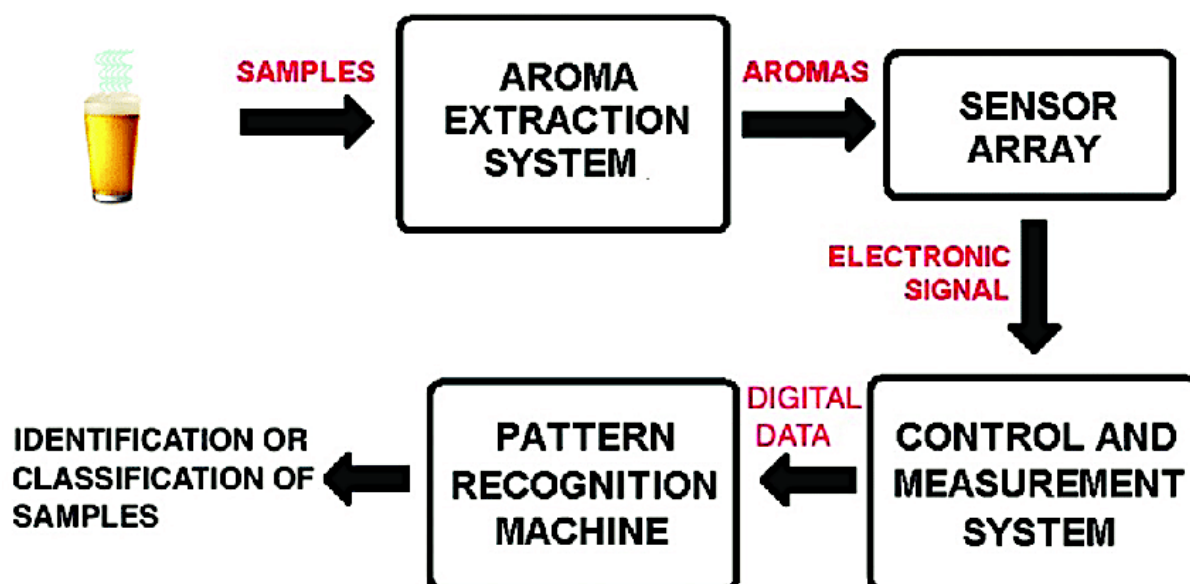 SAMPLES
AROMA
EXTRACTION
SYSTEM
AROMAS
SENSOR
ARRAY
ELECTRONIC
SIGNAL
CONTROL AND
MEASUREMENT
SYSTEM
DIGITAL
DATA
PATTERN
RECOGNITION
MACHINE
IDENTIFICATION OR
CLASSIFICATION OF
SAMPLES